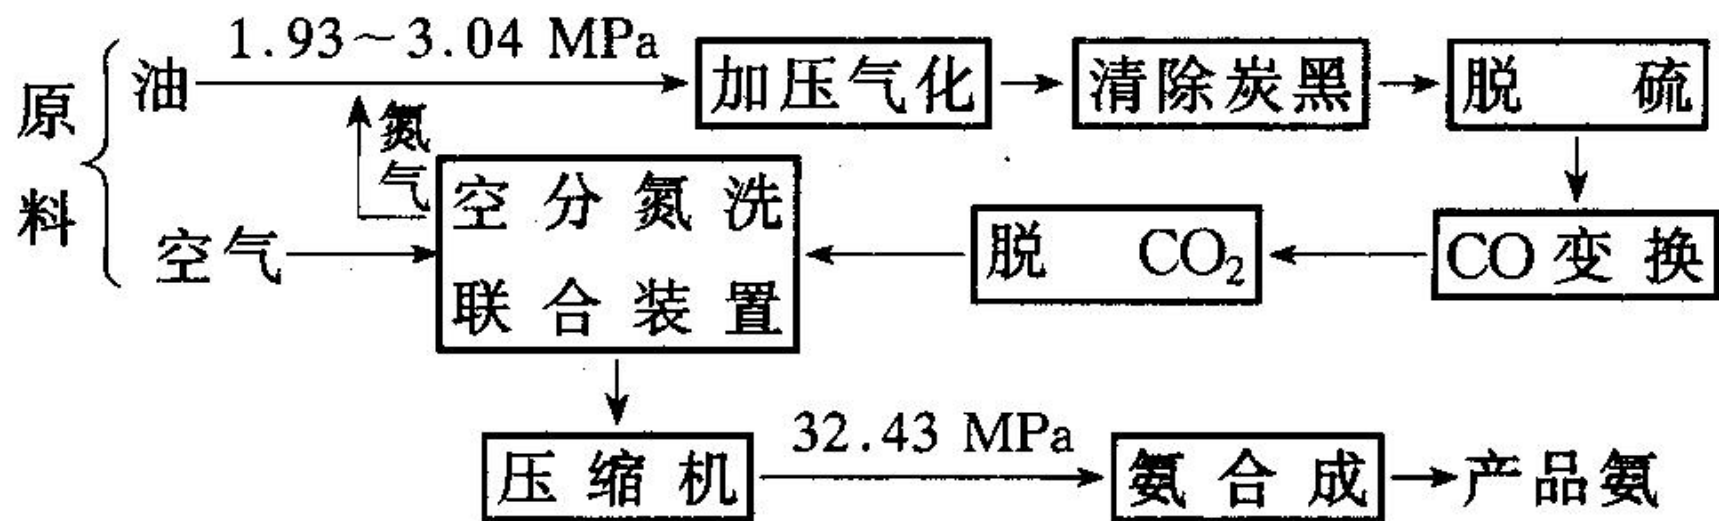 原料
油
1.93~3.04 MPa
加压气化
清除炭黑
脱 硫
氮气
空气
空分氮洗
联合装置
脱 CO₂
CO变换
压缩机
32.43 MPa
氨合成
产品氨